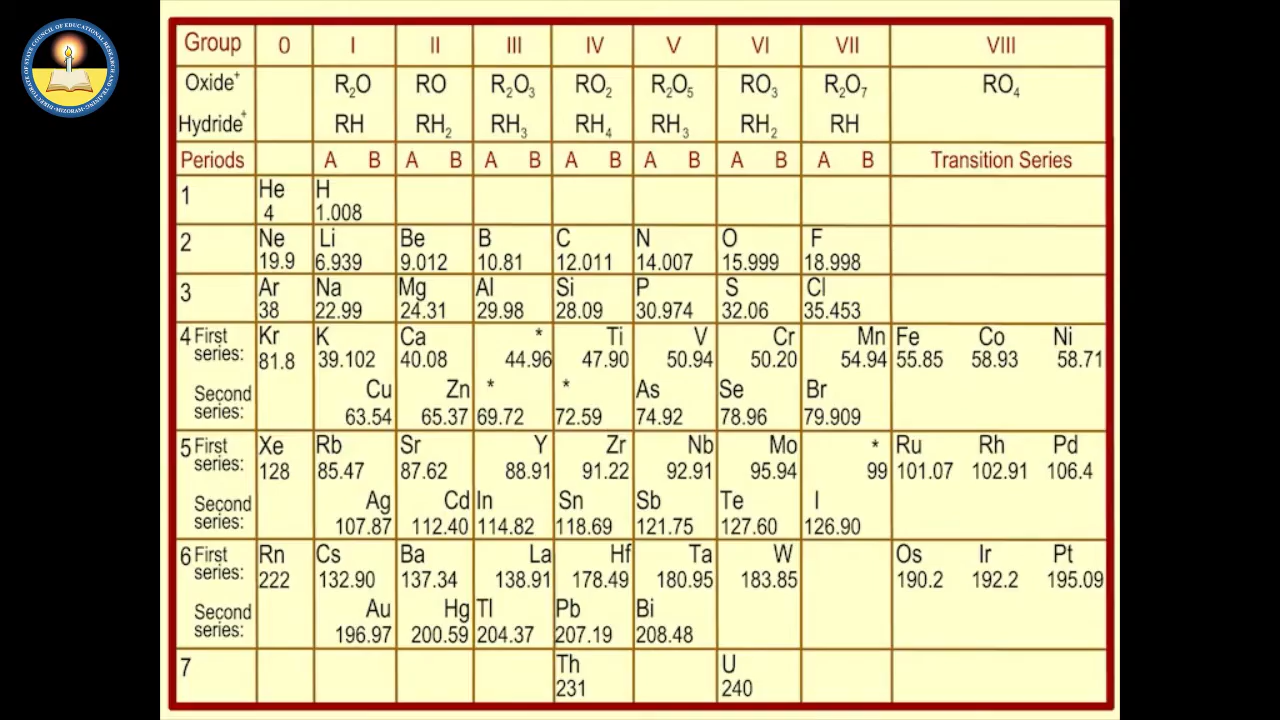 DIRECTORATE OF STATE COUNCIL OF EDUCATIONAL RESEARCH AND TRAINING, MIZORAM
Group 0 I II III IV V VI VII VIII
Oxide⁺ R₂O RO R₂O₃ RO₂ R₂O₅ RO₃ R₂O₇ RO₄
Hydride⁺ RH RH₂ RH₃ RH₄ RH₃ RH₂ RH
Periods A B A B A B A B A B A B A B Transition Series
1 He H
4 1.008
2 Ne Li Be B C N O F
19.9 6.939 9.012 10.81 12.011 14.007 15.999 18.998
3 Ar Na Mg Al Si P S Cl
38 22.99 24.31 29.98 28.09 30.974 32.06 35.453
4 First series: Kr K Ca * Ti V Cr Mn Fe Co Ni
81.8 39.102 40.08 44.96 47.90 50.94 50.20 54.94 55.85 58.93 58.71
Second series: Cu Zn * * As Se Br
63.54 65.37 69.72 72.59 74.92 78.96 79.909
5 First series: Xe Rb Sr Y Zr Nb Mo * Ru Rh Pd
128 85.47 87.62 88.91 91.22 92.91 95.94 99 101.07 102.91 106.4
Second series: Ag Cd In Sn Sb Te I
107.87 112.40 114.82 118.69 121.75 127.60 126.90
6 First series: Rn Cs Ba La Hf Ta W Os Ir Pt
222 132.90 137.34 138.91 178.49 180.95 183.85 190.2 192.2 195.09
Second series: Au Hg Tl Pb Bi
196.97 200.59 204.37 207.19 208.48
7 Th U
231 240